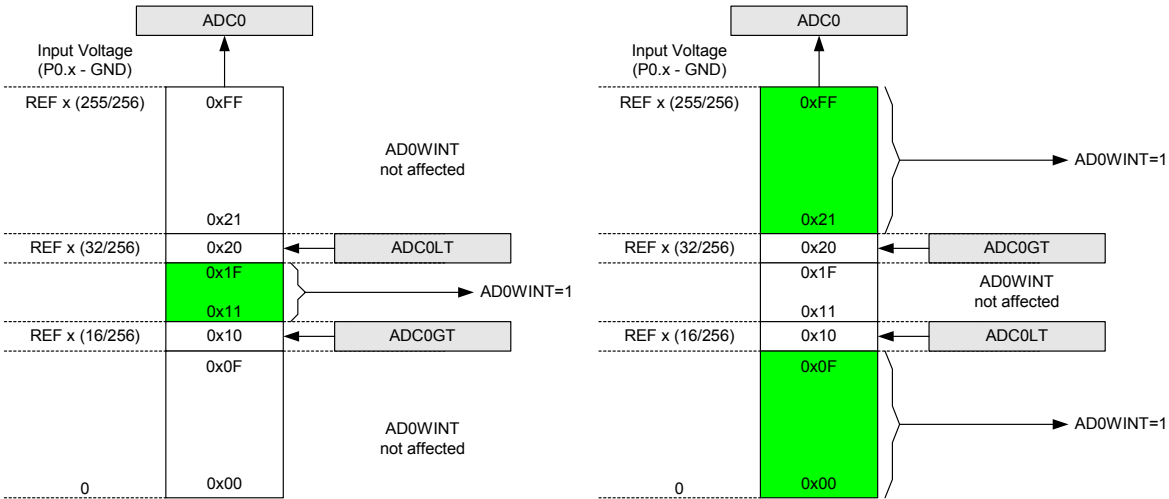 ADC0
Input Voltage
(P0.x - GND)
REF x (255/256)
0xFF
AD0WINT
not affected
0x21
REF x (32/256)
0x20
ADC0LT
0x1F
AD0WINT=1
0x11
REF x (16/256)
0x10
ADC0GT
0x0F
AD0WINT
not affected
0
0x00
ADC0
Input Voltage
(P0.x - GND)
REF x (255/256)
0xFF
AD0WINT=1
0x21
REF x (32/256)
0x20
ADC0GT
0x1F
AD0WINT
not affected
0x11
REF x (16/256)
0x10
ADC0LT
0x0F
AD0WINT=1
0
0x00